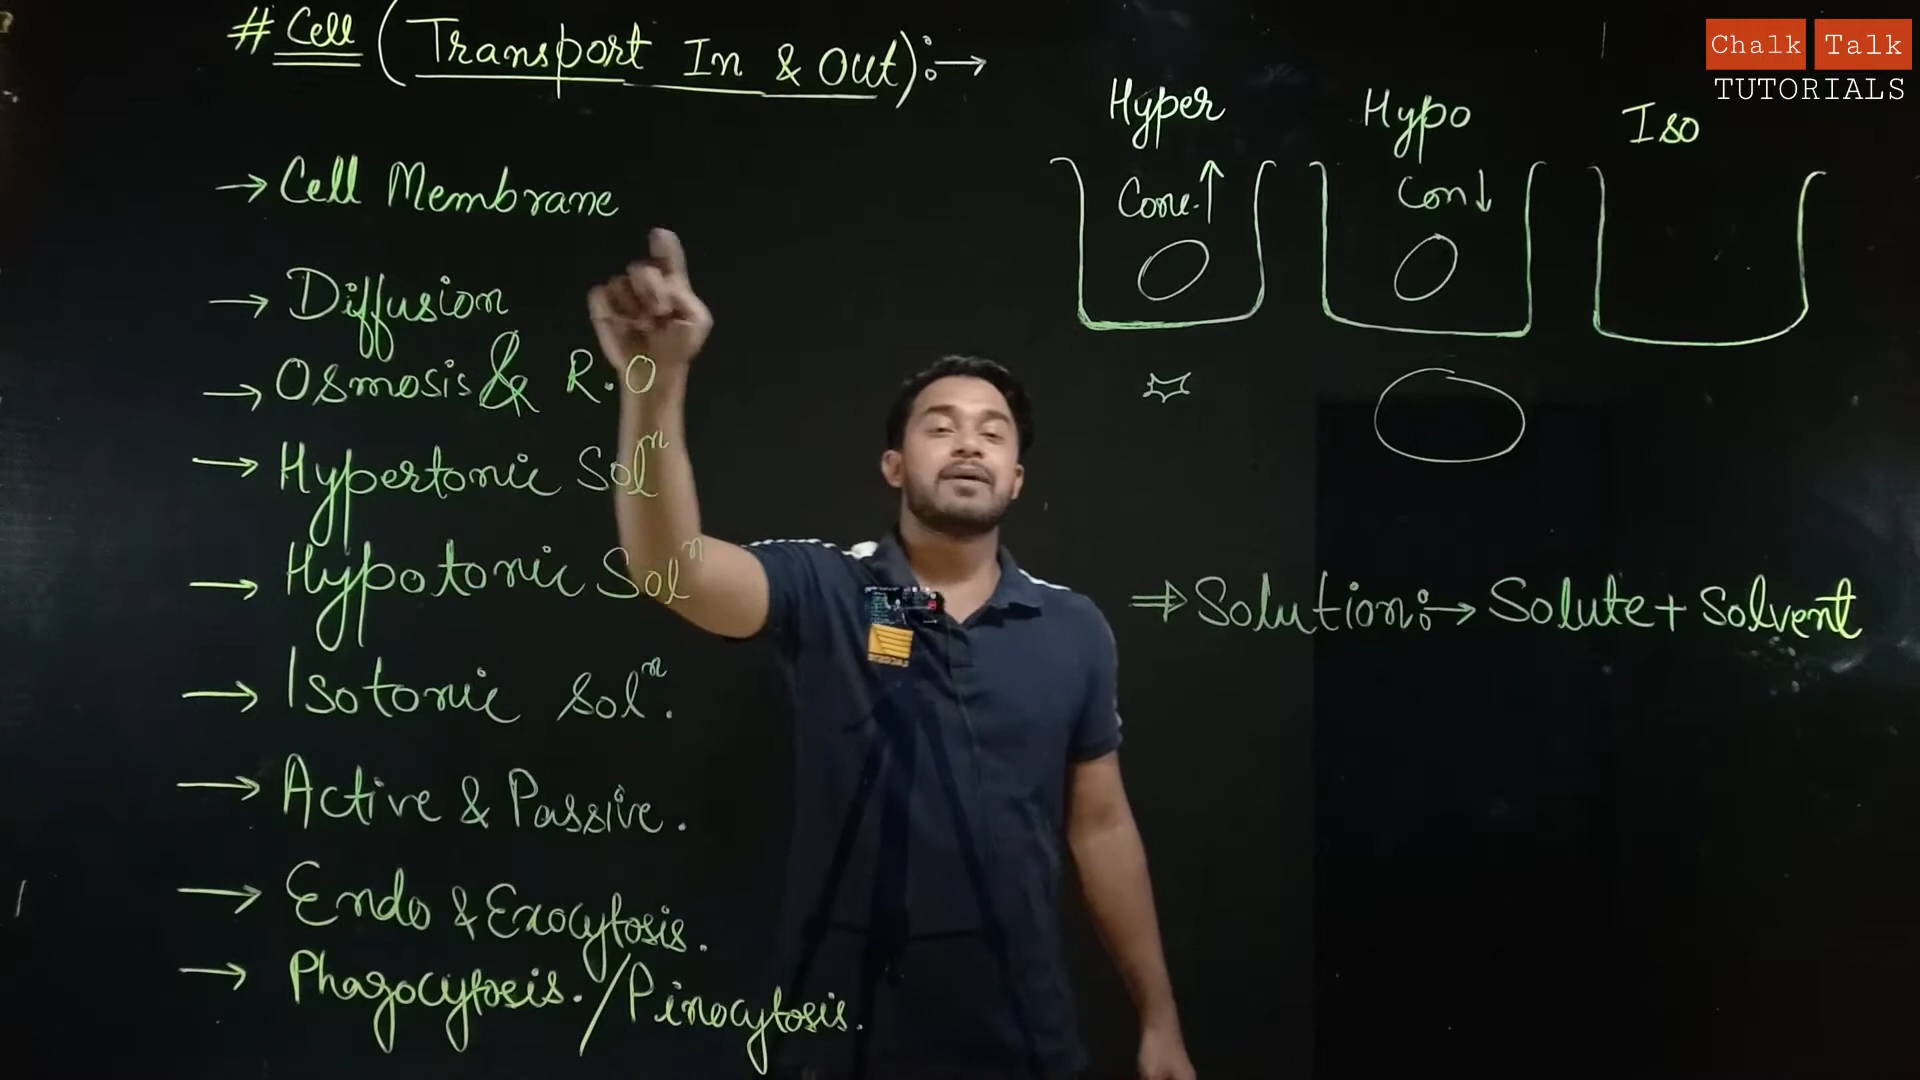 # Cell (Transport In & Out):→
→ Cell Membrane
→ Diffusion
→ Osmosis & R.O
→ Hypertonic Solⁿ
→ Hypotonic Solⁿ
→ Isotonic Solⁿ.
→ Active & Passive.
→ Endo & Exocytosis.
→ Phagocytosis./Pinocytosis.
Hyper Hypo Iso
Conc.↑ Con↓
⇒ Solution:→ Solute + Solvent
Chalk Talk
TUTORIALS